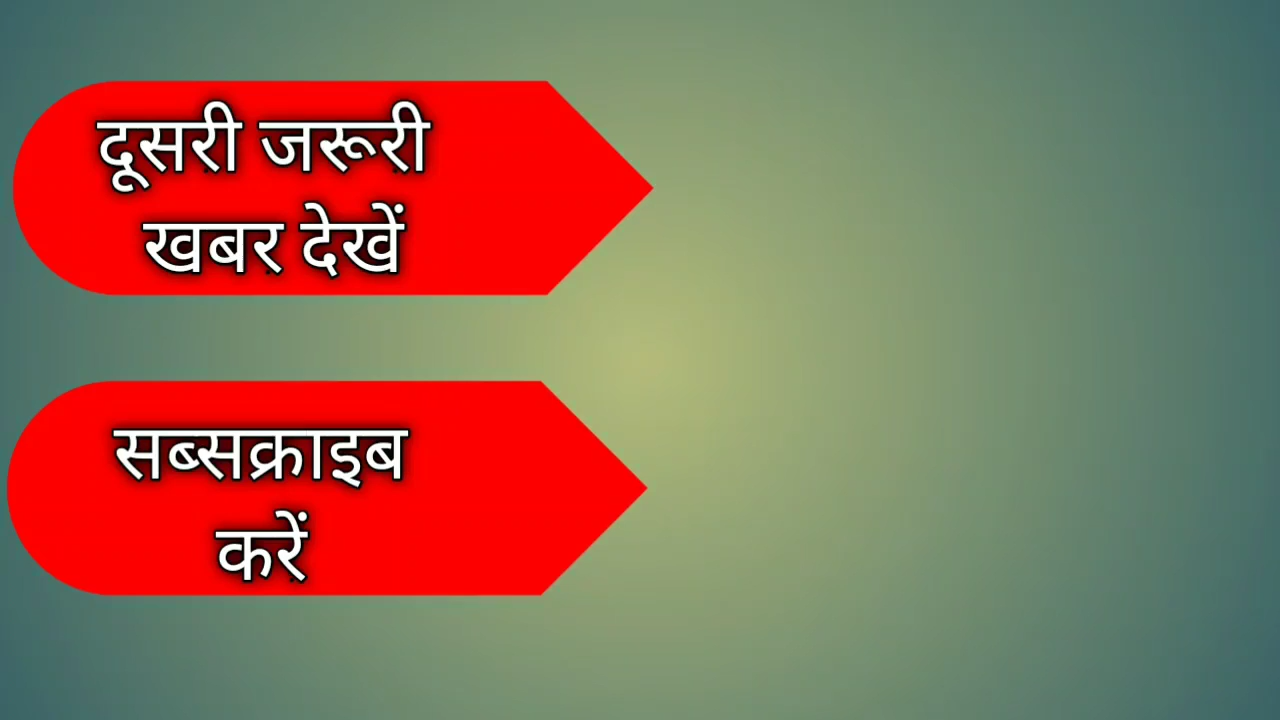 दूसरी जरूरी
खबर देखें
सब्सक्राइब
करें